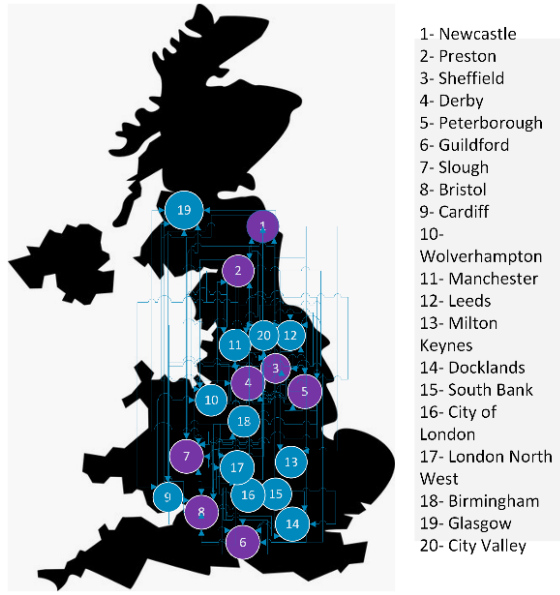 19
1
2
20
12
11
3
4
5
10
18
7
17
13
9
16
15
8
14
6
1- Newcastle
2- Preston
3- Sheffield
4- Derby
5- Peterborough
6- Guildford
7- Slough
8- Bristol
9- Cardiff
10-
Wolverhampton
11- Manchester
12- Leeds
13- Milton
Keynes
14- Docklands
15- South Bank
16- City of
London
17- London North
West
18- Birmingham
19- Glasgow
20- City Valley